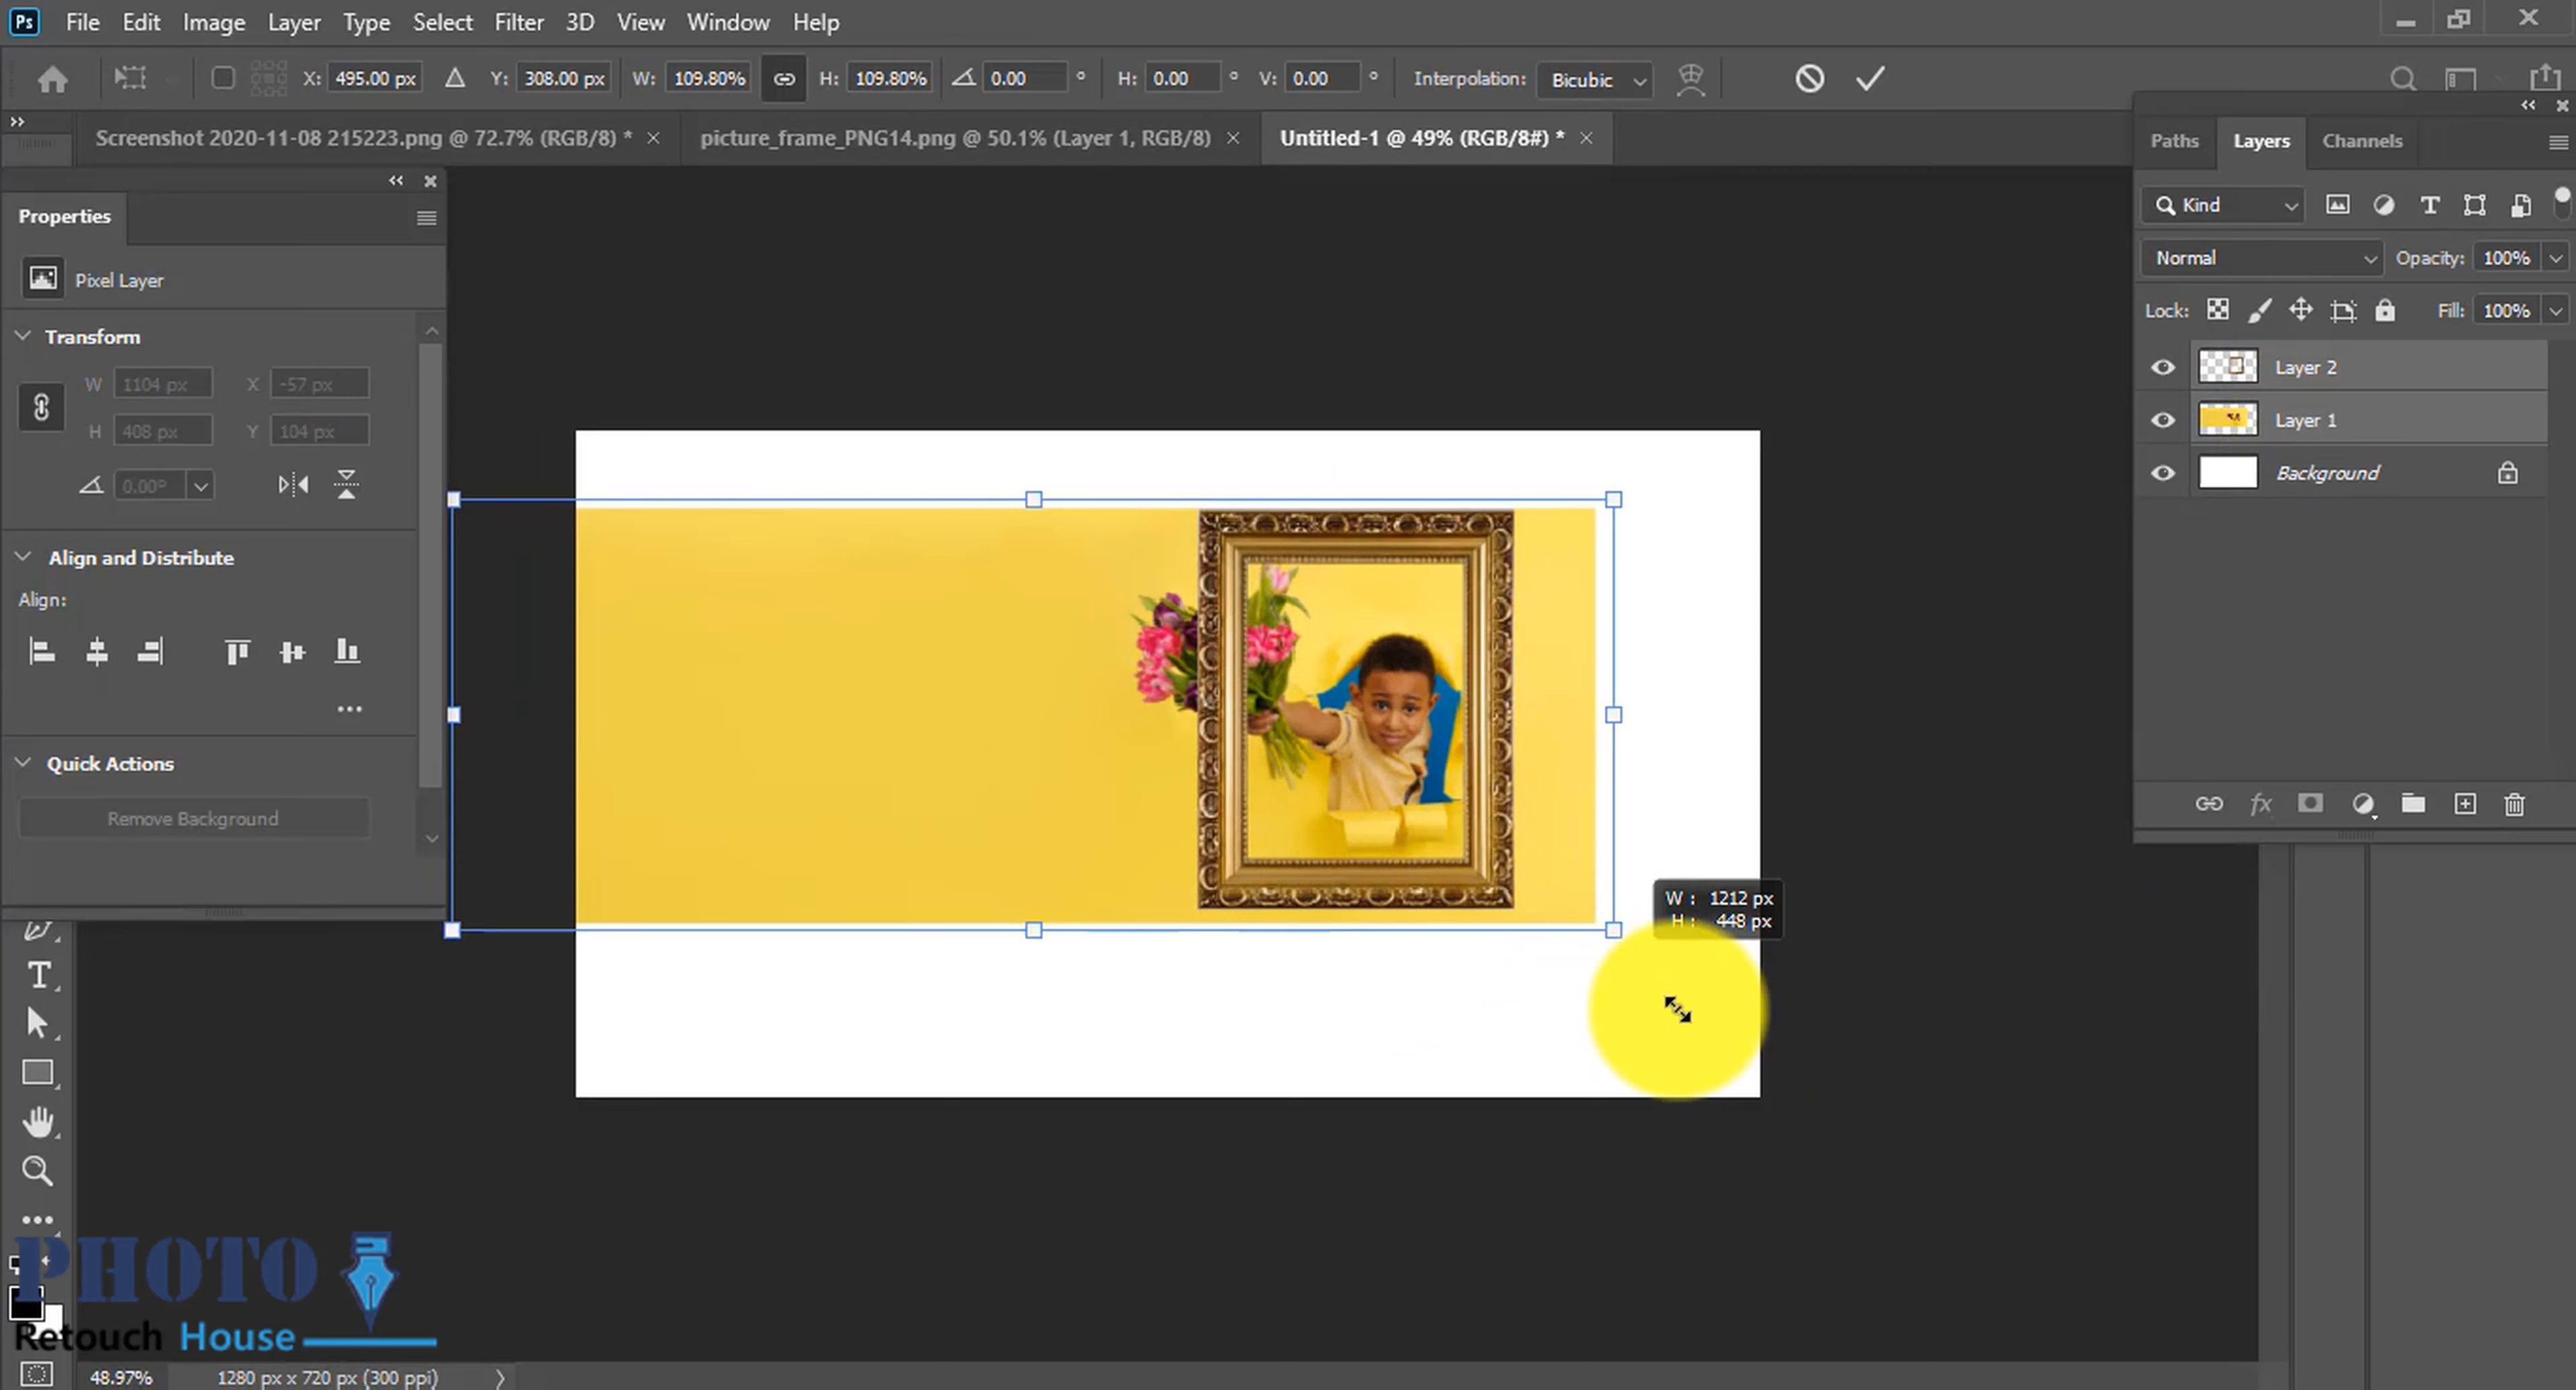 Ps File Edit Image Layer Type Select Filter 3D View Window Help
X: 495.00 px Δ Y: 308.00 px W: 109.80% H: 109.80% 0.00 ° H: 0.00 ° V: 0.00 ° Interpolation: Bicubic
Screenshot 2020-11-08 215223.png @ 72.7% (RGB/8) * × picture_frame_PNG14.png @ 50.1% (Layer 1, RGB/8) × Untitled-1 @ 49% (RGB/8#) * ×
Properties
Pixel Layer
Transform
W 1104 px X -57 px
H 408 px Y 104 px
0.00°
Align and Distribute
Align:
Quick Actions
Remove Background
W : 1212 px
H : 448 px
Paths Layers Channels
Kind
Normal Opacity: 100%
Lock: Fill: 100%
Layer 2
Layer 1
Background
fx
PHOTO
Retouch House
48.97% 1280 px x 720 px (300 ppi)